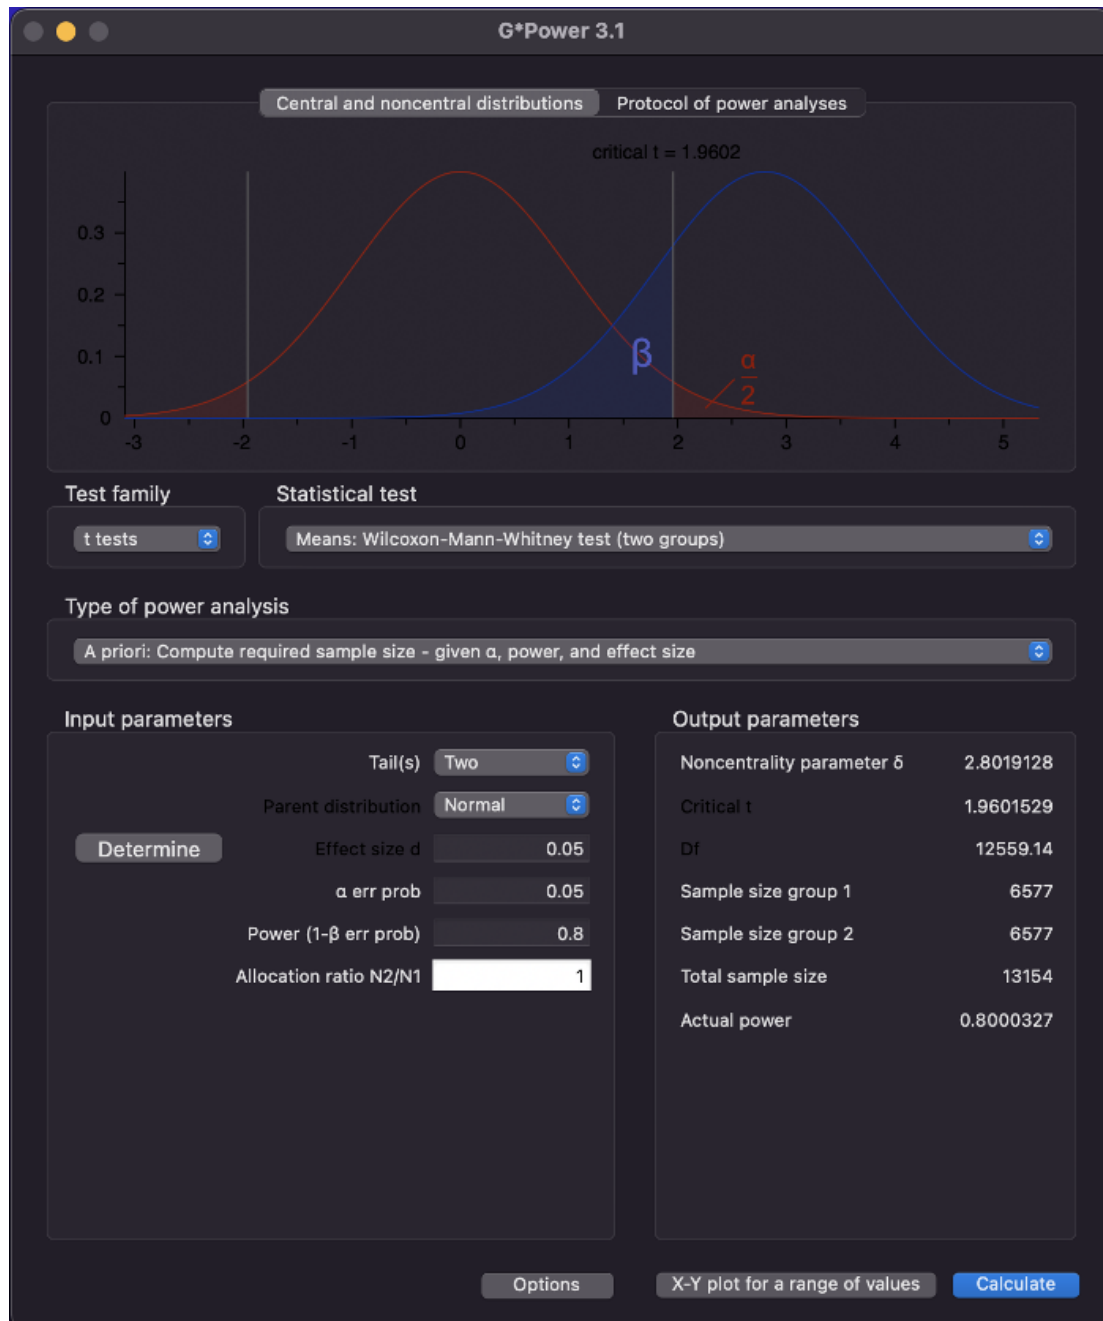 G*Power 3.1
Central and noncentral distributions Protocol of power analyses
critical t = 1.9602
0.3
0.2
0.1
0
β
α
2
-3 -2 -1 0 1 2 3 4 5
Test family Statistical test
t tests Means: Wilcoxon-Mann-Whitney test (two groups)
Type of power analysis
A priori: Compute required sample size - given α, power, and effect size
Input parameters Output parameters
Tail(s) Two Noncentrality parameter δ 2.8019128
Parent distribution Normal Critical t 1.9601529
Determine Effect size d 0.05 Df 12559.14
α err prob 0.05 Sample size group 1 6577
Power (1-β err prob) 0.8 Sample size group 2 6577
Allocation ratio N2/N1 1 Total sample size 13154
Actual power 0.8000327
Options X-Y plot for a range of values Calculate